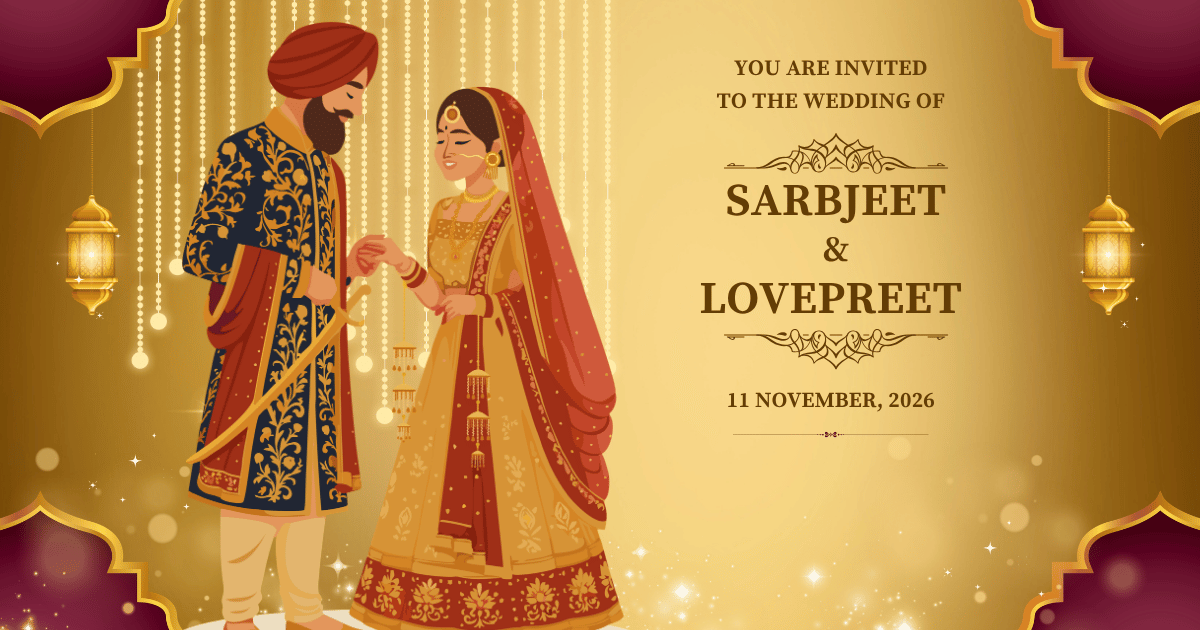 YOU ARE INVITED
TO THE WEDDING OF
SARBJEET
&
LOVEPREET
11 NOVEMBER, 2026